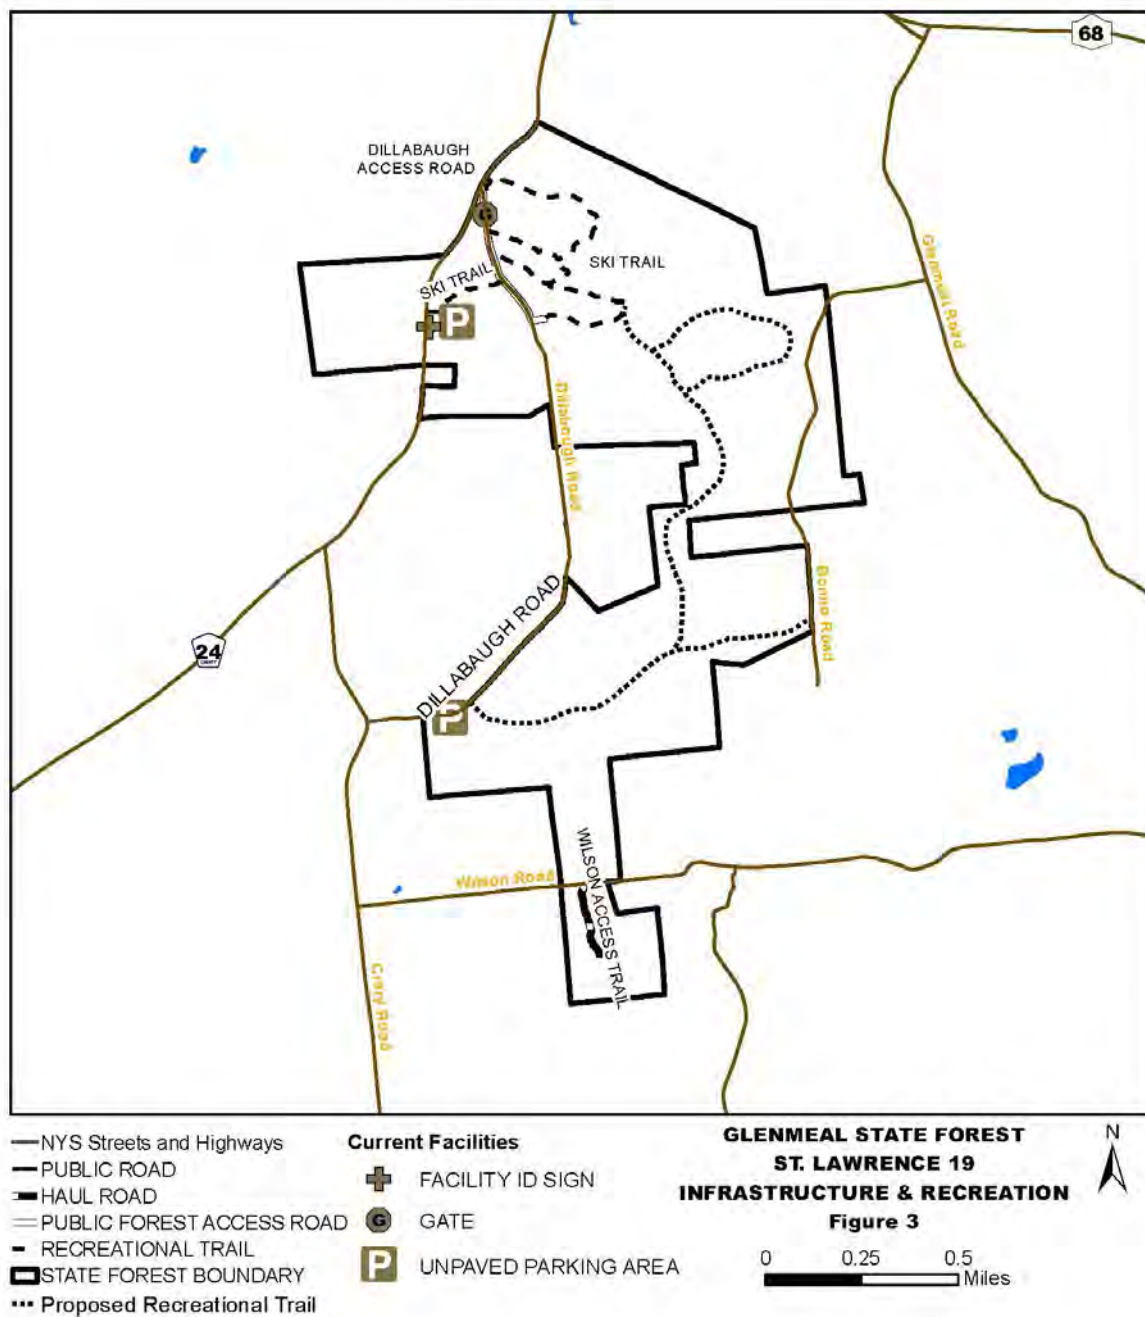 68
DILLABAUGH
ACCESS ROAD
G
SKI TRAIL
SKI TRAIL
Glenmeal Road
P
Dillabaugh Road
DILLABAUGH ROAD
24
COUNTY
P
Wilson Road
WILSON ACCESS TRAIL
Crary Road
NYS Streets and Highways
PUBLIC ROAD
HAUL ROAD
PUBLIC FOREST ACCESS ROAD
RECREATIONAL TRAIL
STATE FOREST BOUNDARY
Proposed Recreational Trail
Current Facilities
FACILITY ID SIGN
G GATE
P UNPAVED PARKING AREA
GLENMEAL STATE FOREST
ST. LAWRENCE 19
INFRASTRUCTURE & RECREATION
Figure 3
0 0.25 0.5
Miles
N